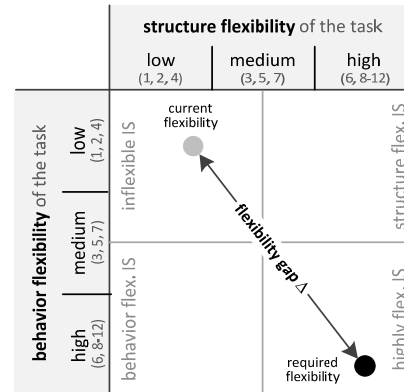 structure flexibility of the task
low
medium
high
(1, 2, 4)
(3, 5, 7)
(6, 8-12)
behavior flexibility of the task
low
(1, 2, 4)
medium
(3, 5, 7)
high
(6, 8-12)
inflexible IS
structure flex. IS
behavior flex. IS
highly flex. IS
current
flexibility
flexibility gap Δ
required
flexibility